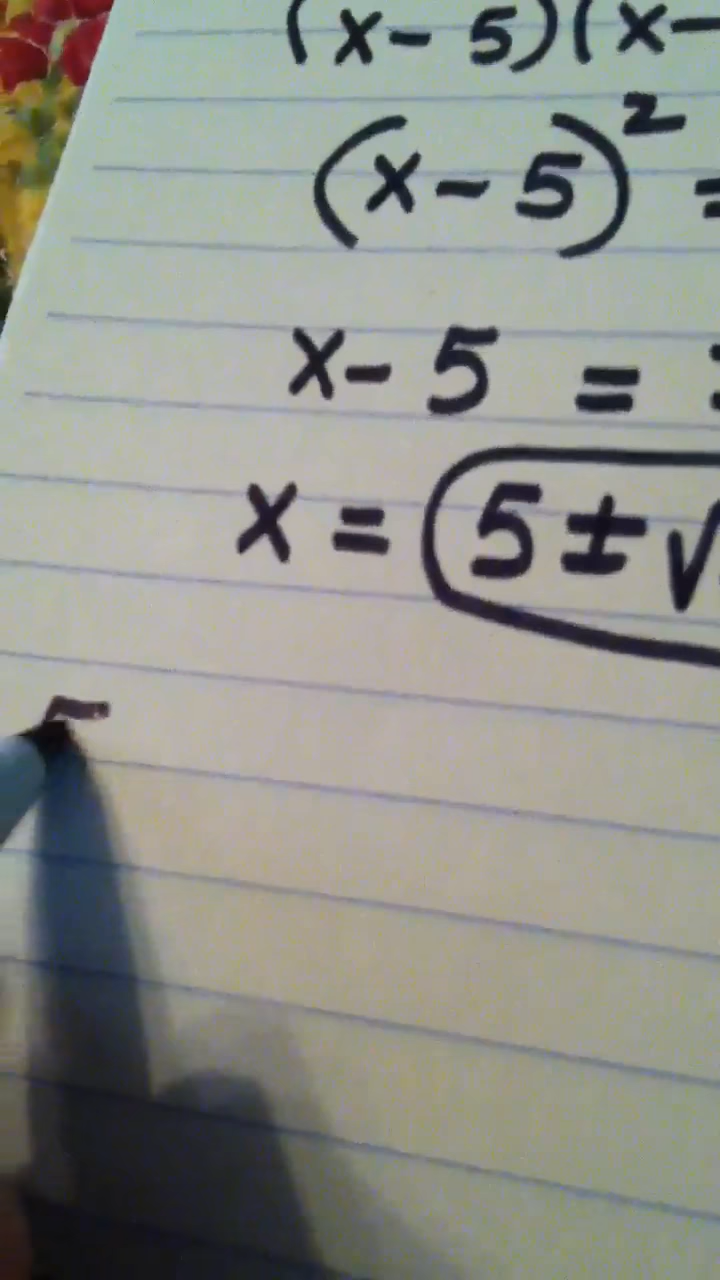 (x - 5)(x -
(x - 5)² =
x - 5 =
x = 5 ± √